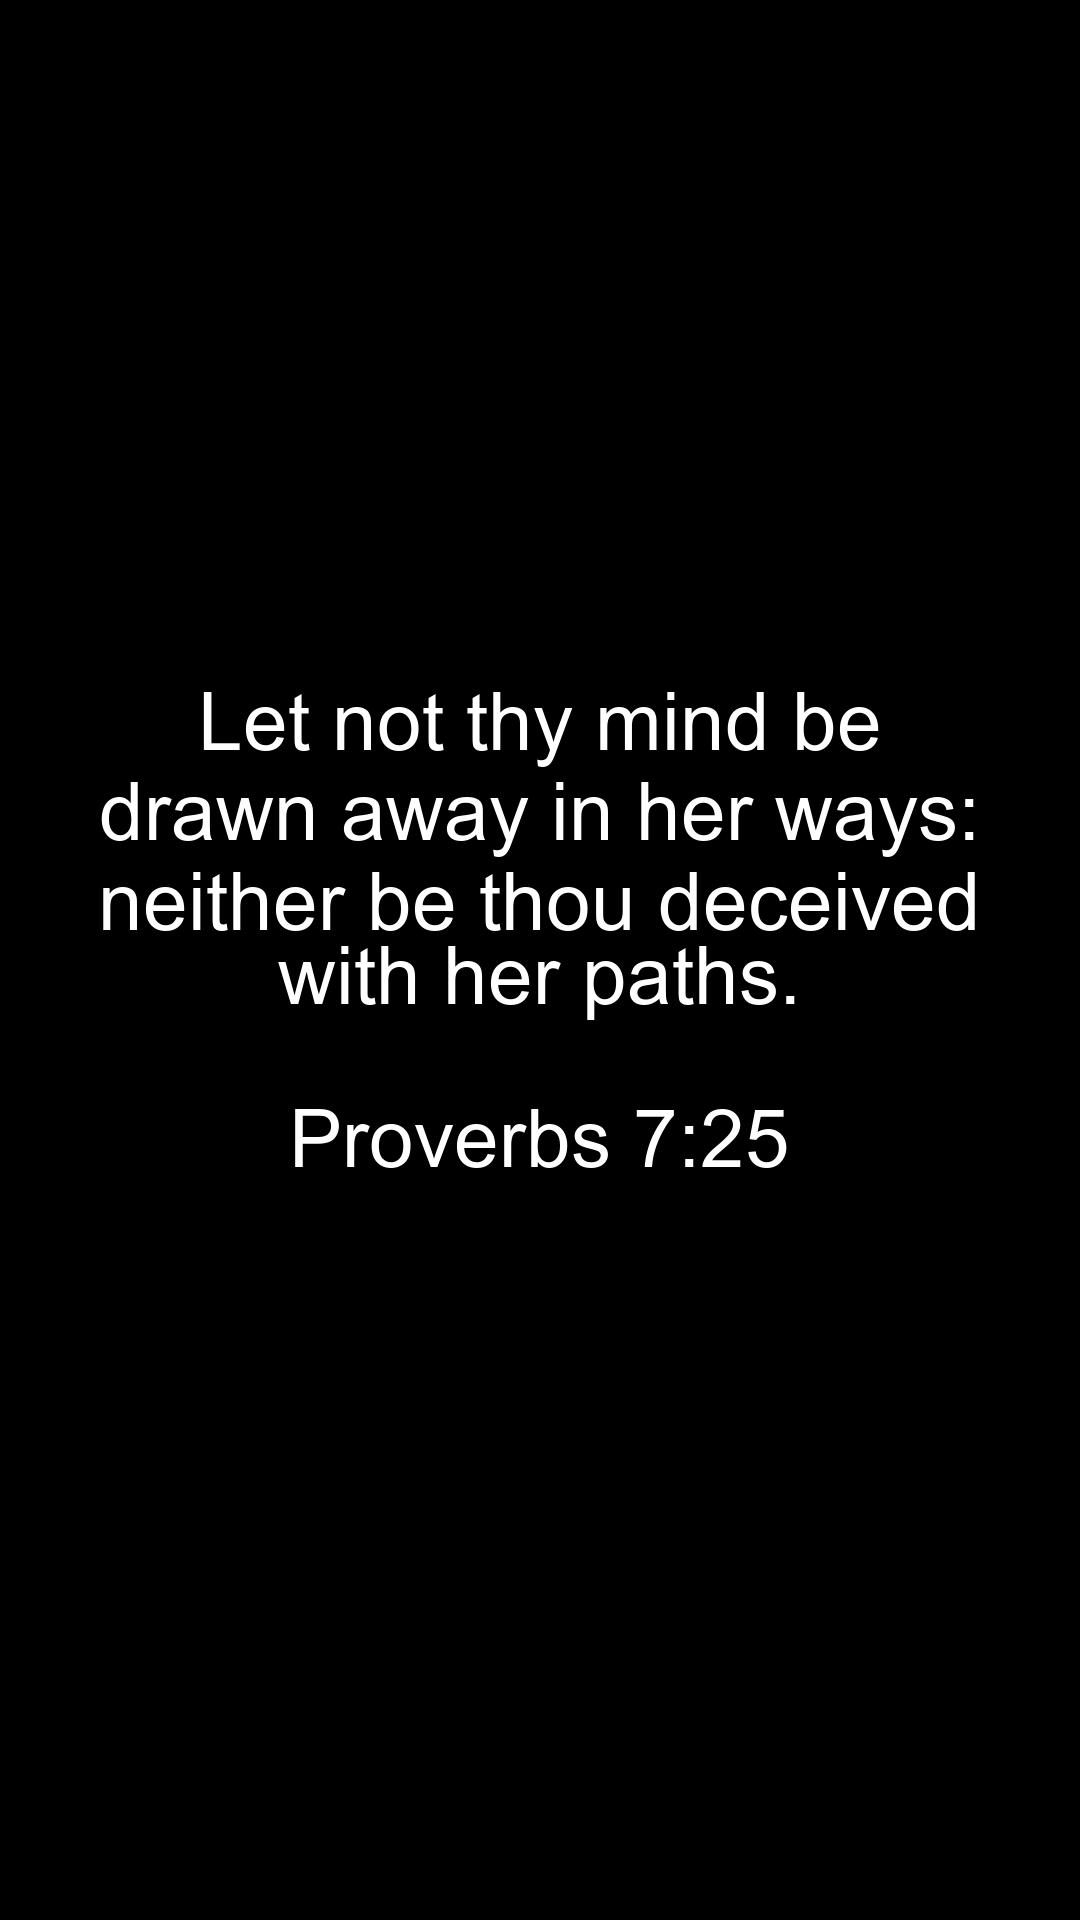 Let not thy mind be
drawn away in her ways:
neither be thou deceived
with her paths.
Proverbs 7:25